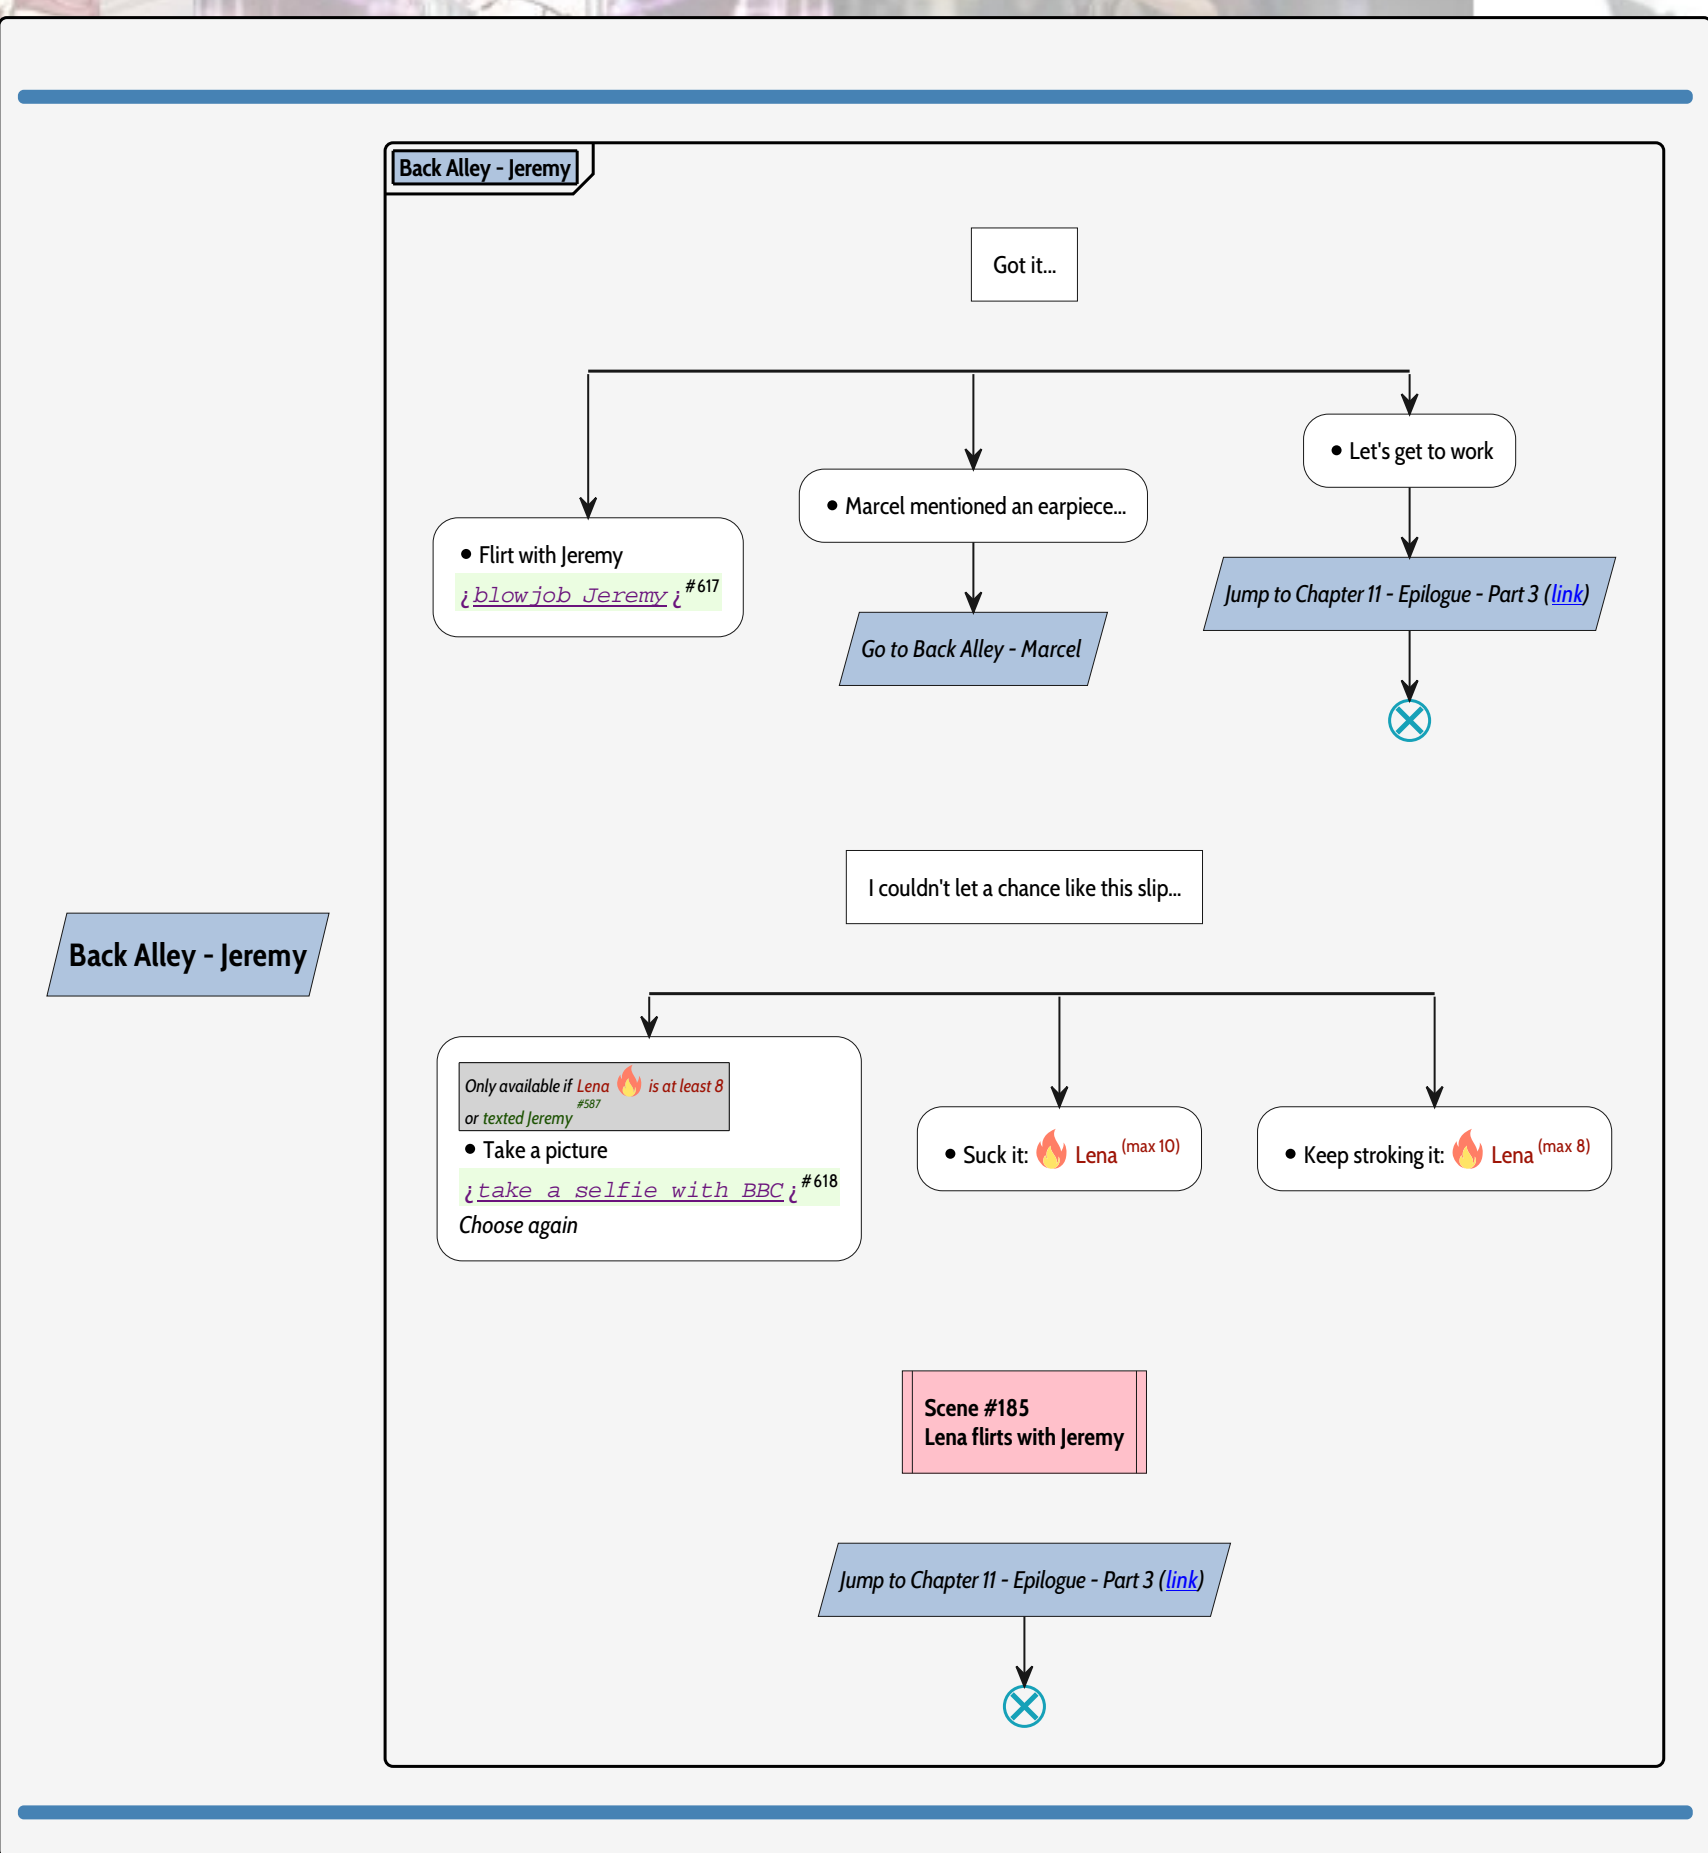 Back Alley - Jeremy
Got it...
• Flirt with Jeremy
¿blowjob Jeremy¿#617
• Marcel mentioned an earpiece...
Go to Back Alley - Marcel
• Let's get to work
Jump to Chapter 11 - Epilogue - Part 3 (link)
I couldn't let a chance like this slip...
Back Alley - Jeremy
Only available if Lena 🔥 is at least 8
or texted Jeremy #587
• Take a picture
¿take a selfie with BBC¿#618
Choose again
• Suck it: 🔥 Lena (max 10)
• Keep stroking it: 🔥 Lena (max 8)
Scene #185
Lena flirts with Jeremy
Jump to Chapter 11 - Epilogue - Part 3 (link)